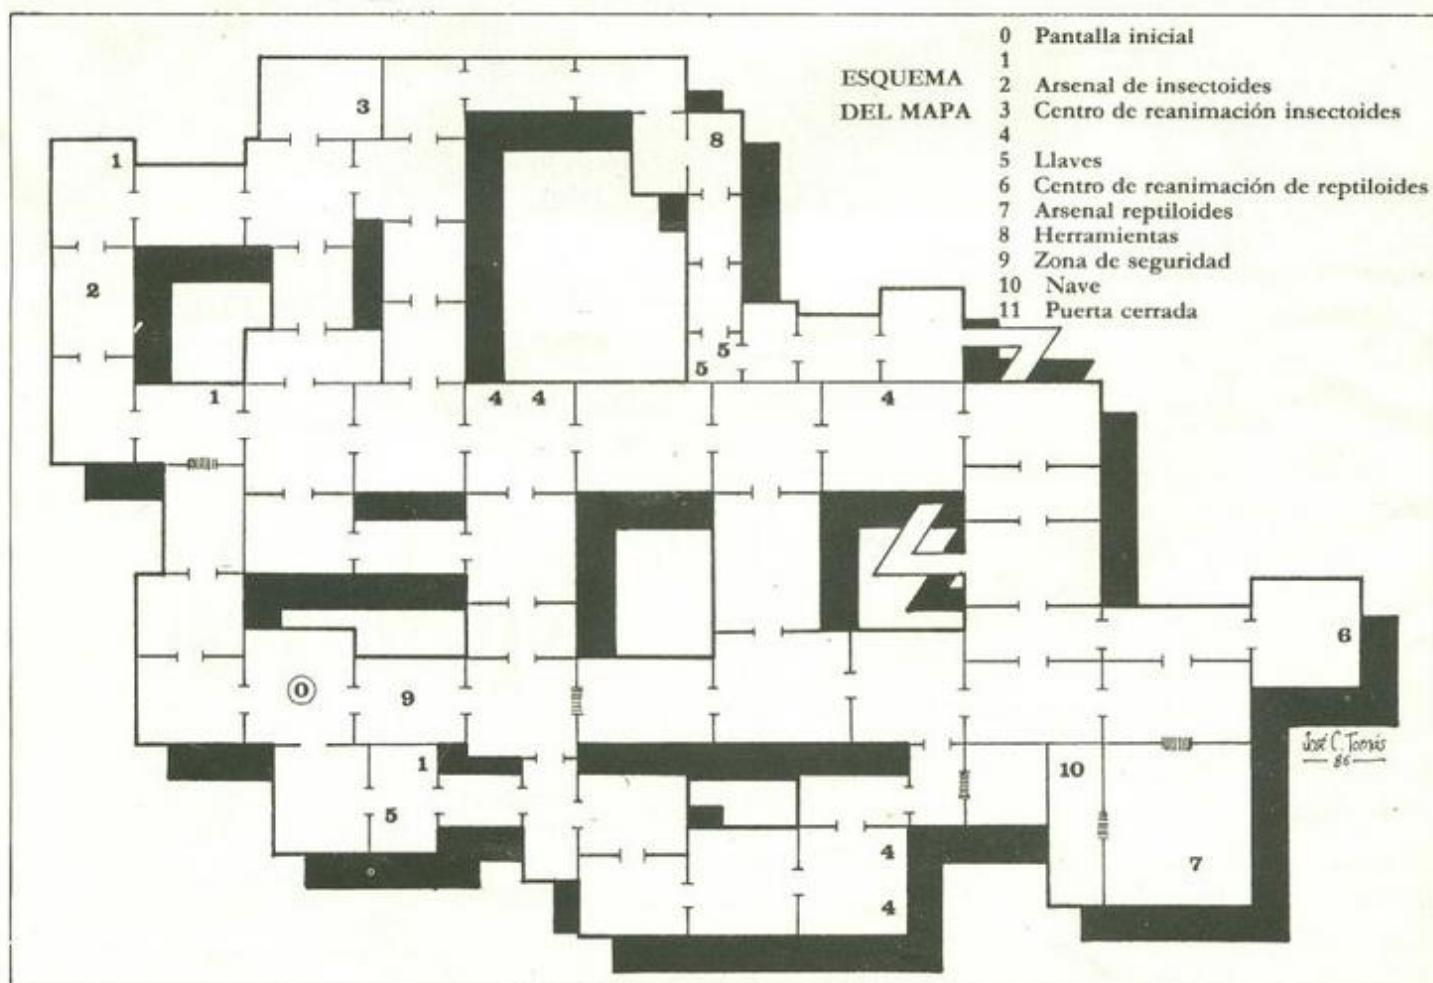 ESQUEMA
DEL MAPA
0 Pantalla inicial
1
2 Arsenal de insectoides
3 Centro de reanimación insectoides
4
5 Llaves
6 Centro de reanimación de reptiloides
7 Arsenal reptiloides
8 Herramientas
9 Zona de seguridad
10 Nave
11 Puerta cerrada
3
1
8
2
5
5
1
4 4
4
6
0
9
José C. Tomás
86
1
10
5
4
7
4